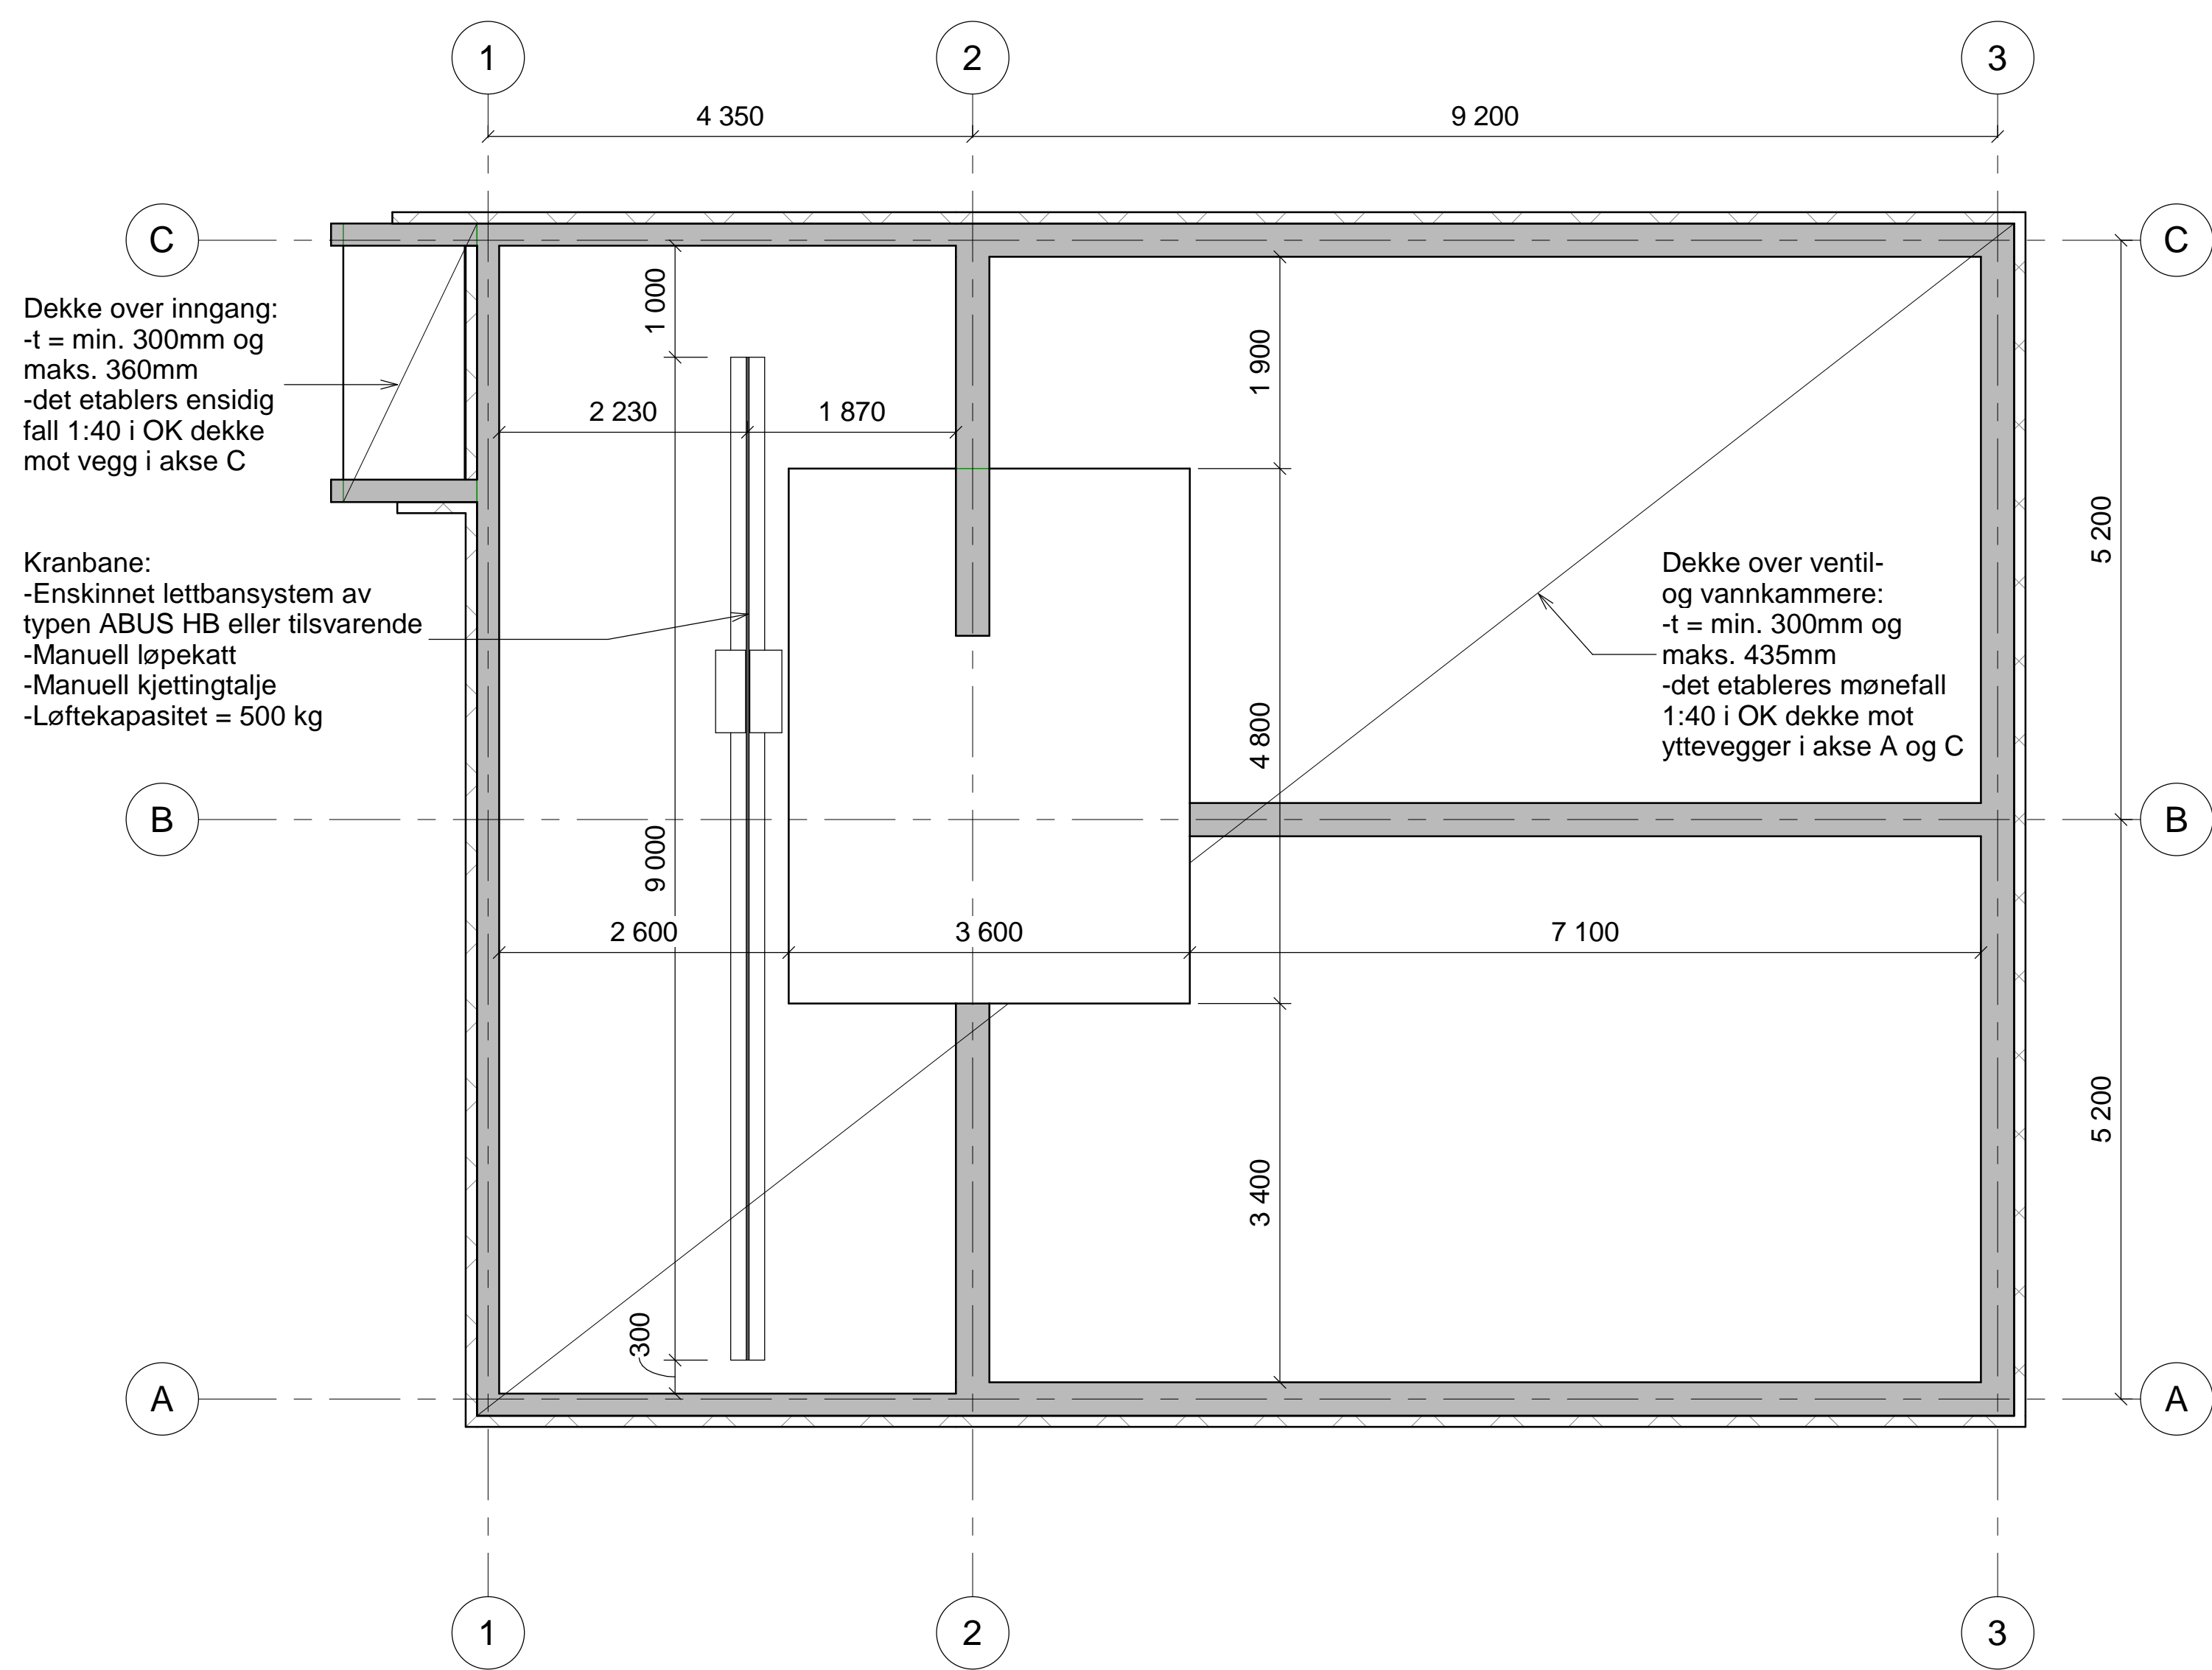 1
2
3
4 350
9 200
C
C
Dekke over inngang:
-t = min. 300mm og
maks. 360mm
-det etablers ensidig
fall 1:40 i OK dekke
mot vegg i akse C
1 000
2 230
1 870
1 900
5 200
Kranbane:
-Enskinnet lettbansystem av
typen ABUS HB eller tilsvarende
-Manuell løpekatt
-Manuell kjettingtalje
-Løftekapasitet = 500 kg
Dekke over ventil-
og vannkammere:
-t = min. 300mm og
maks. 435mm
-det etableres mønefall
1:40 i OK dekke mot
yttevegger i akse A og C
4 800
B
B
9 000
2 600
3 600
7 100
5 200
3 400
300
A
A
1
2
3